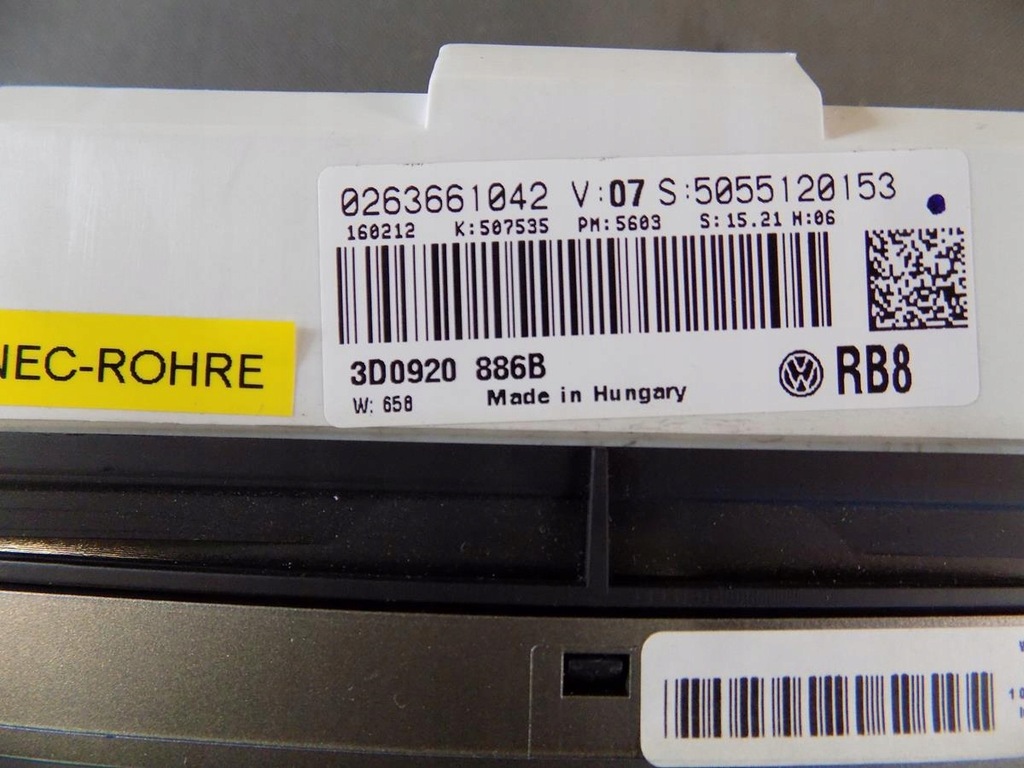 0263661042 V:07 S:5055120153
160212 K:507535 PM:5603 S:15.21 H:06
NEC-ROHRE
3D0920 886B
RB8
W: 658 Made in Hungary